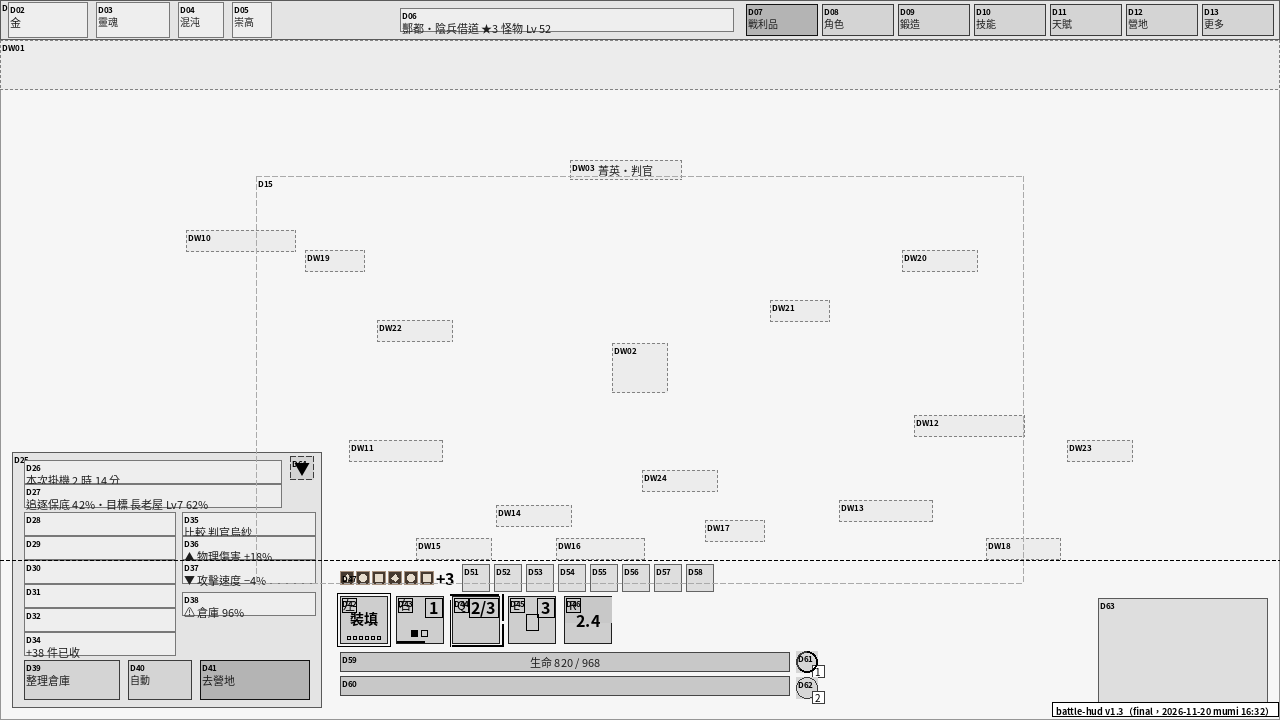 D02 金
D03 靈魂
D04 混沌
D05 崇高
D06 酆都・陰兵借道 ★3 怪物 Lv 52
D07 戰利品
D08 角色
D09 鍛造
D10 技能
D11 天賦
D12 營地
D13 更多
DW01
DW03 菁英・判官
D15
DW10
DW19
DW20
DW21
DW22
DW02
DW12
DW11
DW23
DW24
DW13
DW14
DW17
DW15
DW16
DW18
D25
D26 本次掛機 2 時 14 分
D27 追逐保底 42%・目標 長老屋 Lv7 62%
D28
D29
D30
D31
D32
D34 +38 件已收
D35 比較 判官烏紗
D36 ▲ 物理傷害 +18%
D37 ▼ 攻擊速度 −4%
D38 ⚠ 倉庫 96%
D39 整理倉庫
D40 自動
D41 去營地
+3
D51
D52
D53
D54
D55
D56
D57
D58
裝填
1
2/3
3
2.4
D59 生命 820 / 968
D60
D61 1
D62 2
D63
battle-hud v1.3（final，2026-11-20 mumi 16:32）